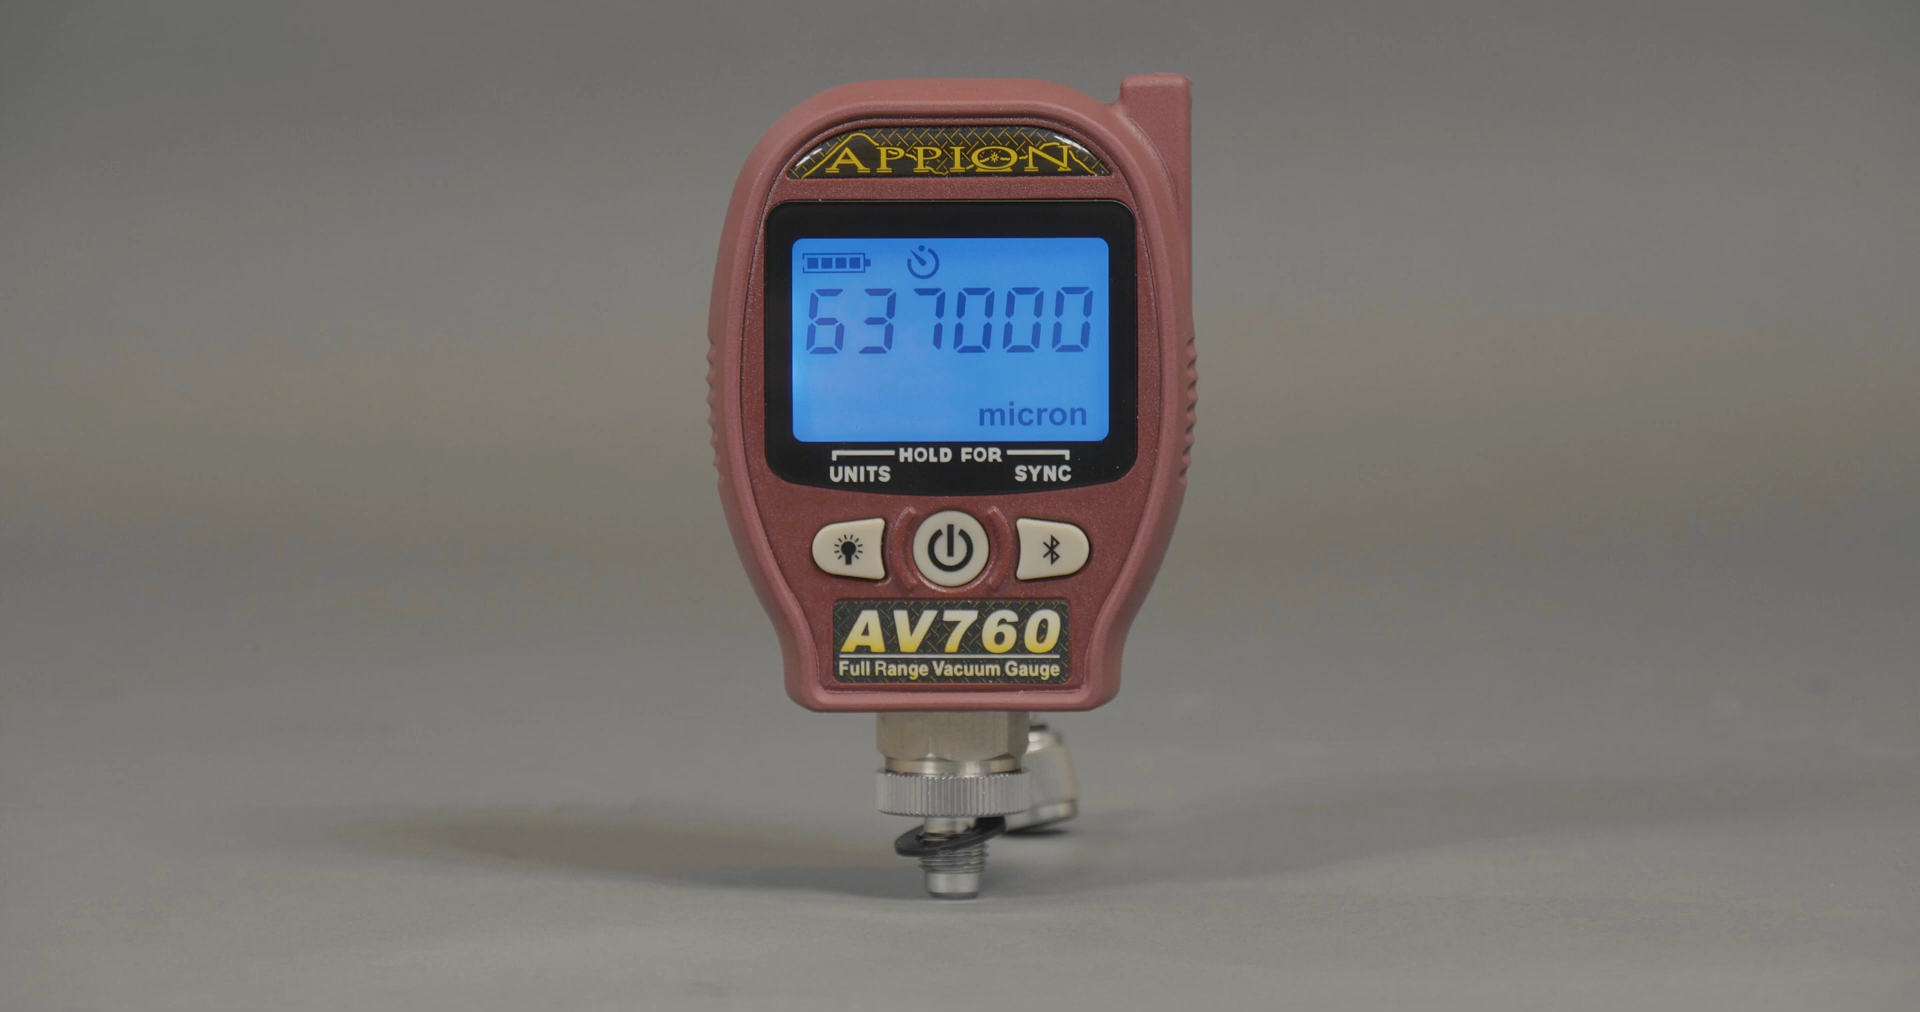 APPION
637000
micron
HOLD FOR
UNITS SYNC
AV760
Full Range Vacuum Gauge